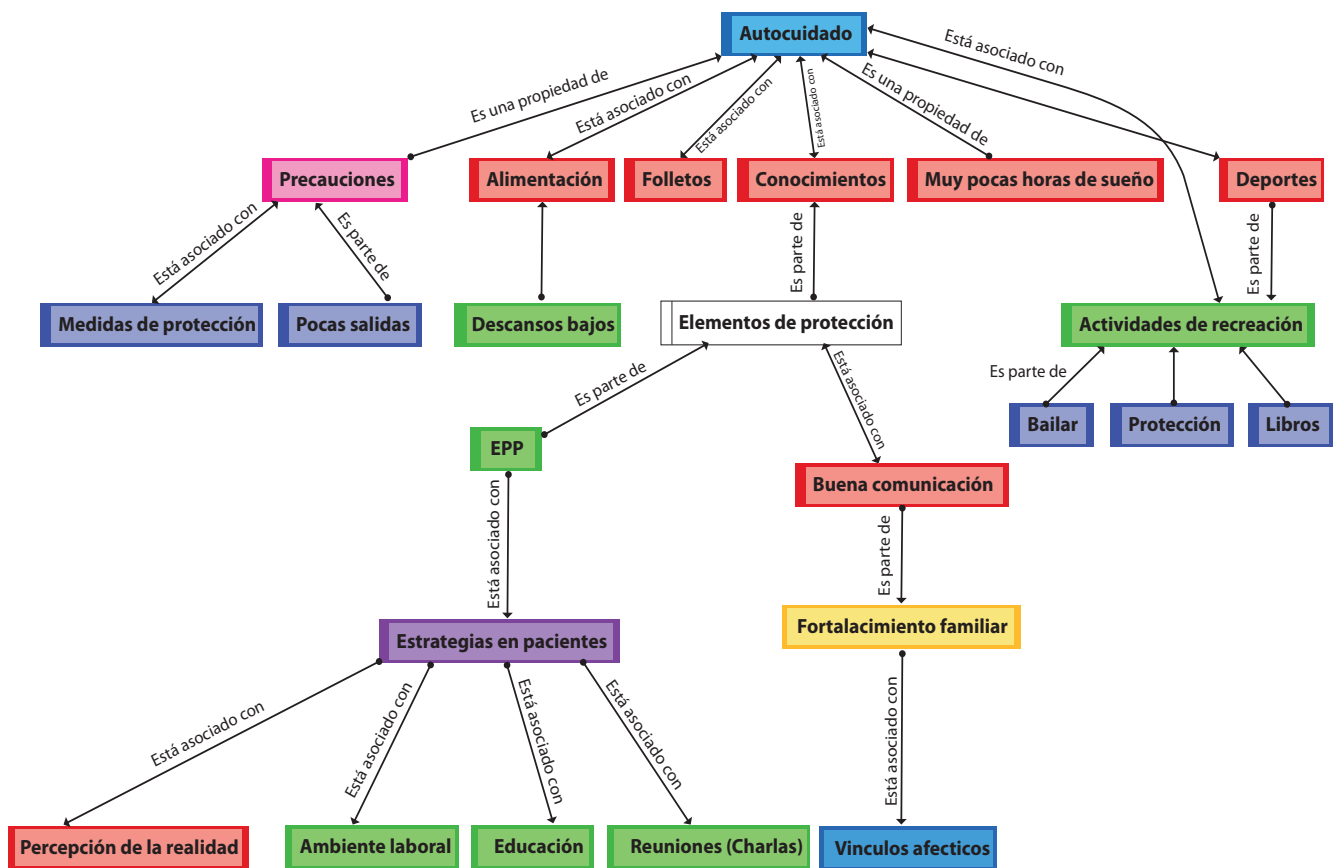 Autocuidado
Está asociado con
Es una propiedad de
Está asociado con
Está asociado con
Está asociado con
Es una propiedad de
Precauciones
Alimentación
Folletos
Conocimientos
Muy pocas horas de sueño
Deportes
Está asociado con
Es parte de
Es parte de
Es parte de
Medidas de protección
Pocas salidas
Descansos bajos
Elementos de protección
Actividades de recreación
Es parte de
Está asociado con
Es parte de
Bailar
Protección
Libros
EPP
Buena comunicación
Está asociado con
Es parte de
Fortalacimiento familiar
Estrategias en pacientes
Está asociado con
Está asociado con
Está asociado con
Está asociado con
Está asociado con
Percepción de la realidad
Ambiente laboral
Educación
Reuniones (Charlas)
Vinculos afecticos